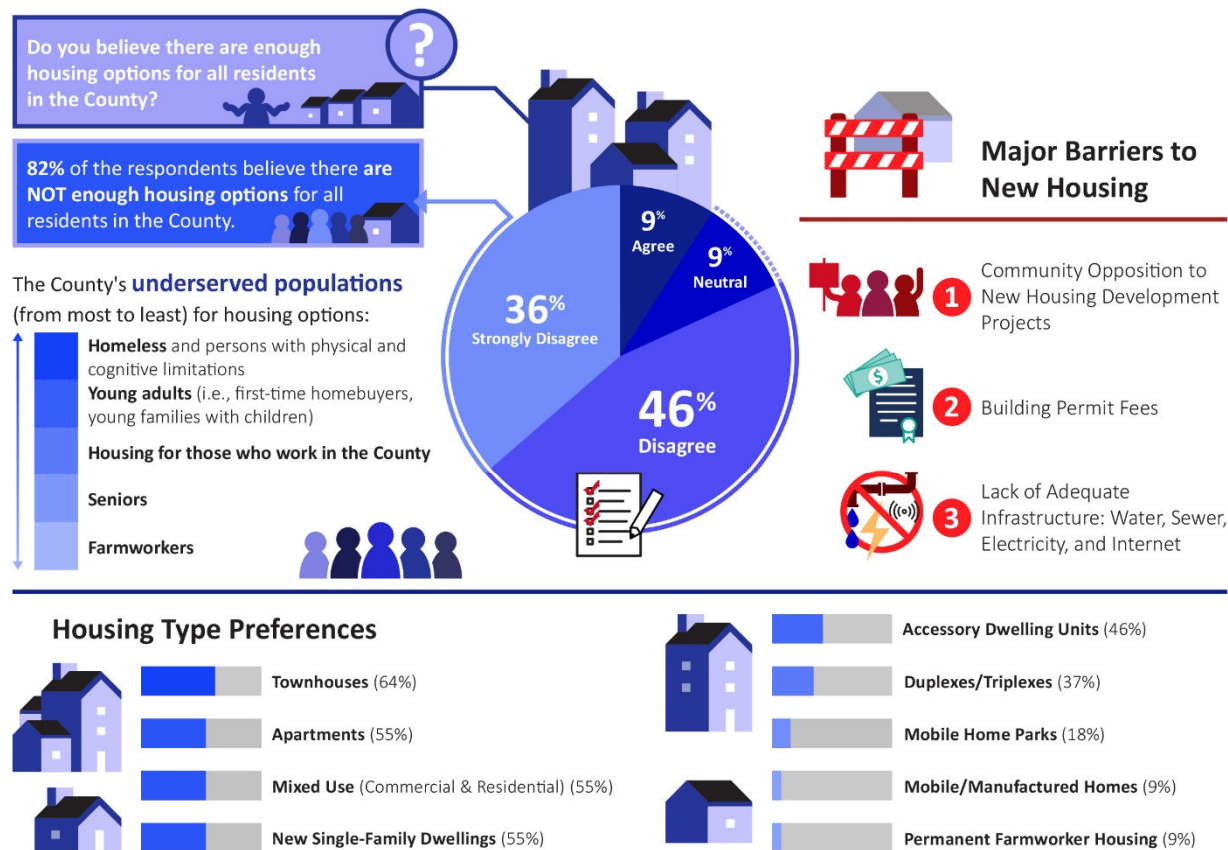 Do you believe there are enough
housing options for all residents
in the County?
?
82% of the respondents believe there are
NOT enough housing options for all
residents in the County.
The County's underserved populations
(from most to least) for housing options:
Homeless and persons with physical and
cognitive limitations
Young adults (i.e., first-time homebuyers,
young families with children)
Housing for those who work in the County
Seniors
Farmworkers
9%
Agree
9%
Neutral
36%
Strongly Disagree
46%
Disagree
Major Barriers to
New Housing
1
Community Opposition to
New Housing Development
Projects
$
2
Building Permit Fees
3
Lack of Adequate
Infrastructure: Water, Sewer,
Electricity, and Internet
Housing Type Preferences
Townhouses (64%)
Apartments (55%)
Mixed Use (Commercial & Residential) (55%)
New Single-Family Dwellings (55%)
Accessory Dwelling Units (46%)
Duplexes/Triplexes (37%)
Mobile Home Parks (18%)
Mobile/Manufactured Homes (9%)
Permanent Farmworker Housing (9%)